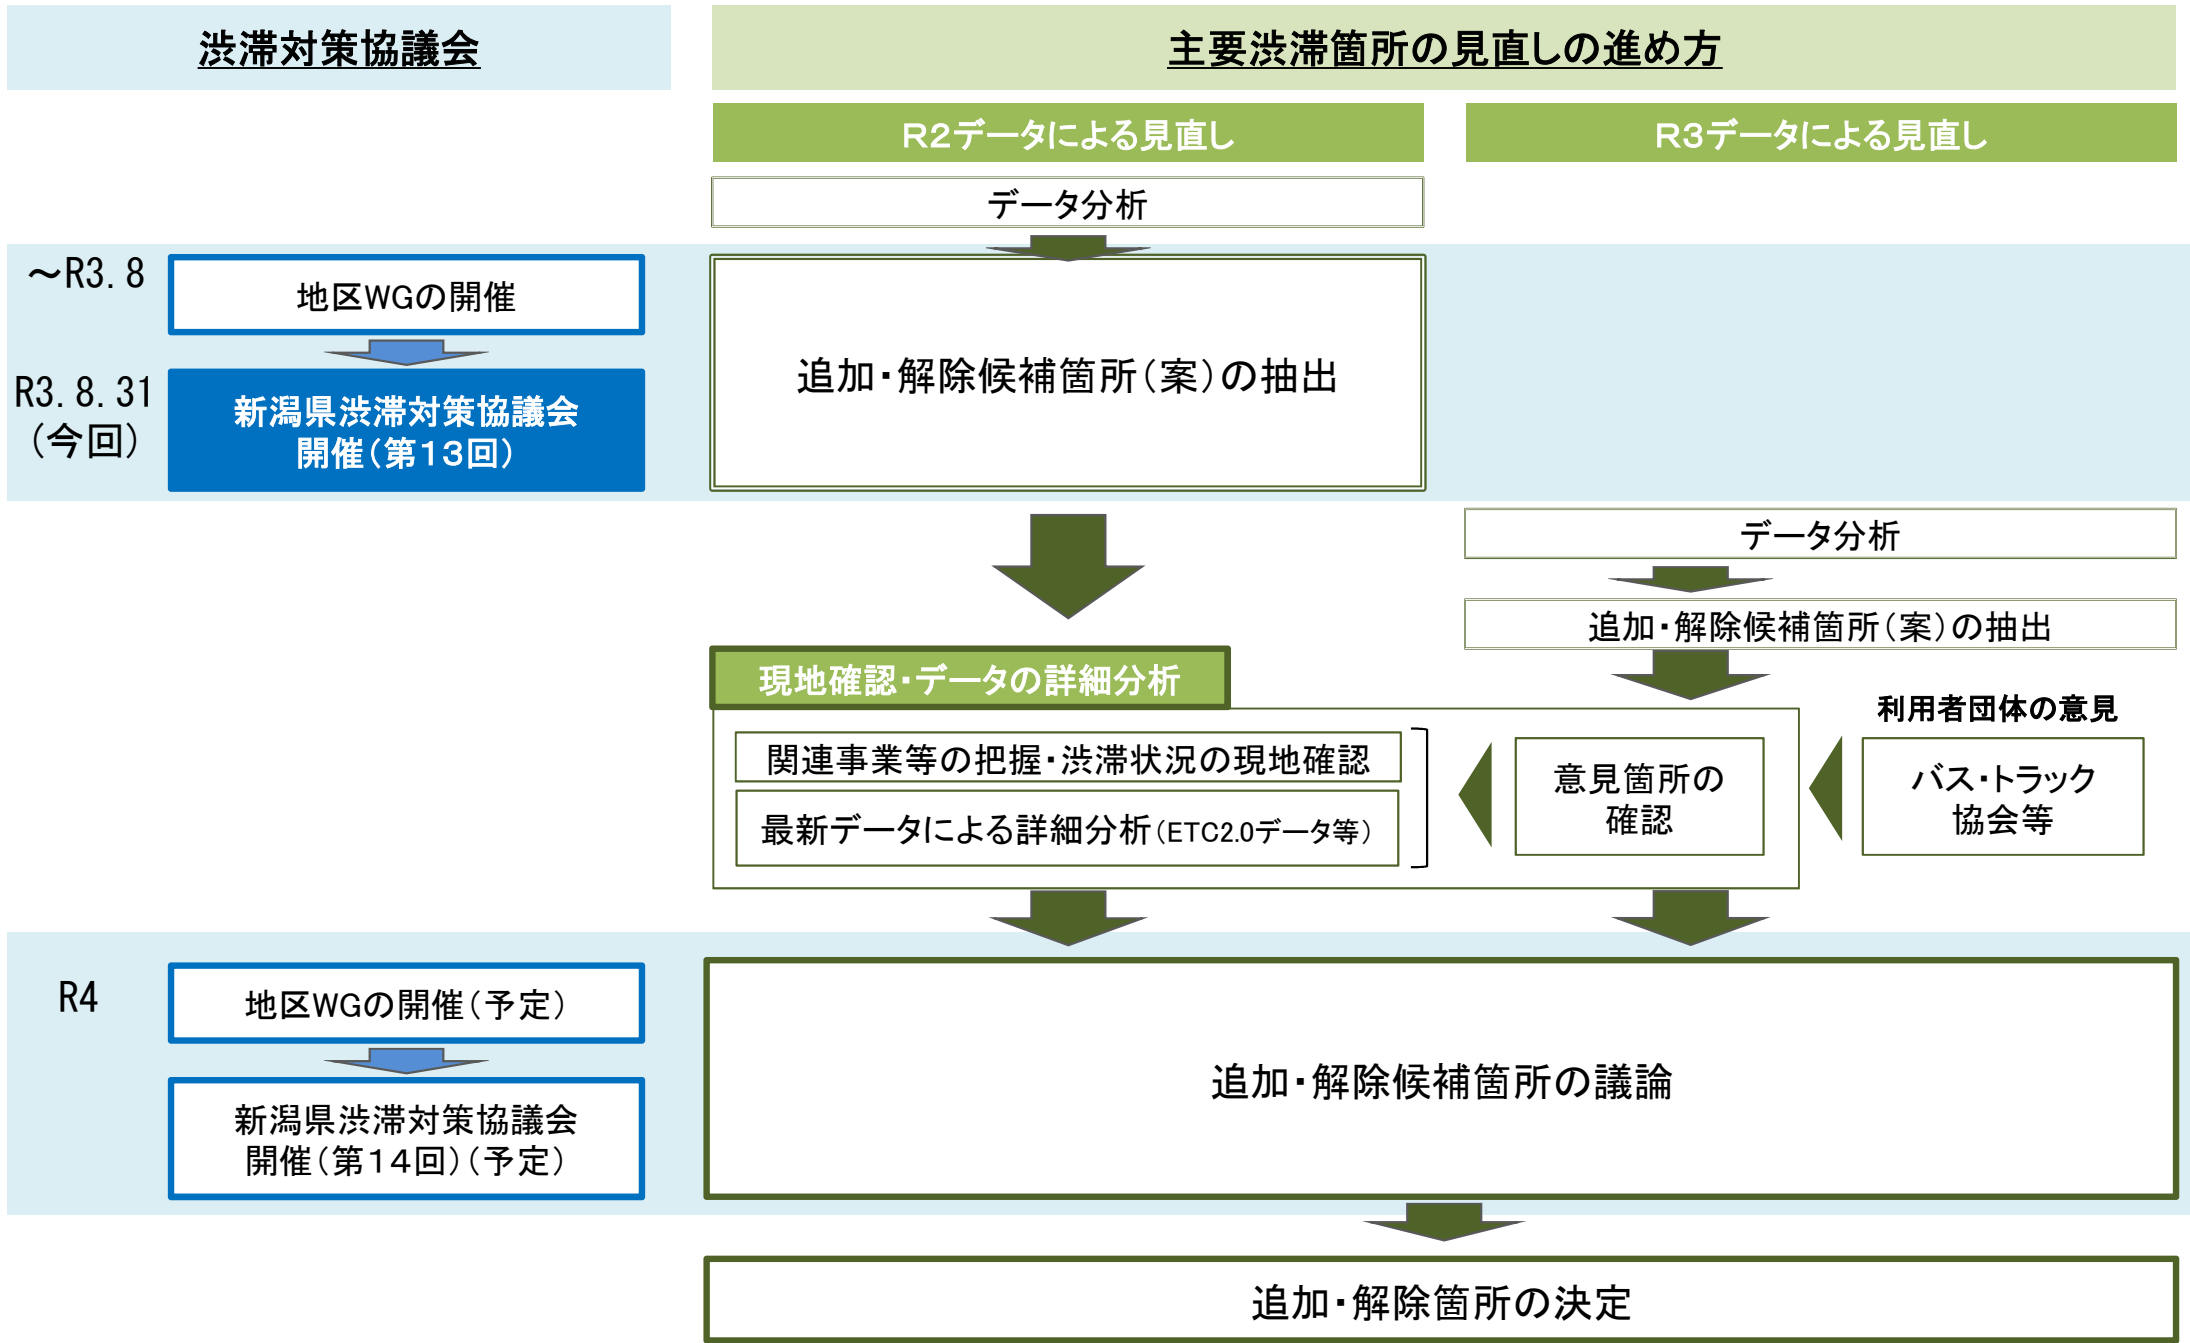 渋滞対策協議会
主要渋滞箇所の見直しの進め方
R2データによる見直し
R3データによる見直し
データ分析
～R3.8
地区WGの開催
R3.8.31
（今回）
新潟県渋滞対策協議会
開催（第13回）
追加・解除候補箇所（案）の抽出
データ分析
追加・解除候補箇所（案）の抽出
現地確認・データの詳細分析
関連事業等の把握・渋滞状況の現地確認
最新データによる詳細分析（ETC2.0データ等）
意見箇所の
確認
利用者団体の意見
バス・トラック
協会等
R4
地区WGの開催（予定）
新潟県渋滞対策協議会
開催（第14回）（予定）
追加・解除候補箇所の議論
追加・解除箇所の決定